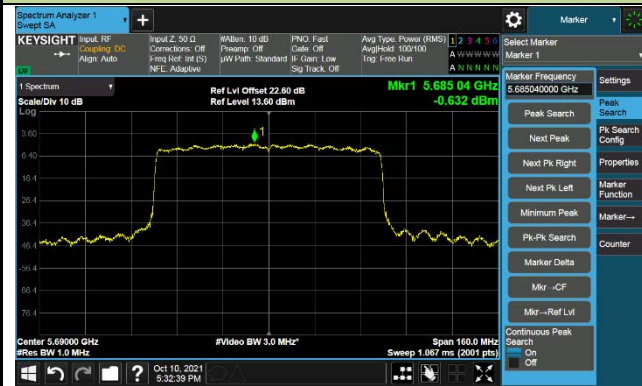 Spectrum Analyzer 1
Swept SA
+
Marker
KEYSIGHT
Input: RF
Coupling: DC
Align: Auto
Input Z: 50 Ω
Corrections: Off
Freq Ref: Int (S)
NFE: Adaptive
#Atten: 10 dB
Preamp: Off
µW Path: Standard
PNO: Fast
Gate: Off
IF Gain: Low
Sig Track: Off
Avg Type: Power (RMS)
Avg|Hold: 100/100
Trig: Free Run
1 2 3 4 5 6
A W W W W W
A N N N N N
Select Marker
Marker 1
1 Spectrum
Scale/Div 10 dB
Log
Ref Lvl Offset 22.60 dB
Ref Level 13.60 dBm
Mkr1 5.685 04 GHz
-0.632 dBm
1
3.60
-6.40
-16.4
-26.4
-36.4
-46.4
-56.4
-66.4
-76.4
Center 5.69000 GHz
#Res BW 1.0 MHz
#Video BW 3.0 MHz*
Span 160.0 MHz
Sweep 1.067 ms (2001 pts)
Marker Frequency
5.685040000 GHz
Peak Search
Next Peak
Next Pk Right
Next Pk Left
Minimum Peak
Pk-Pk Search
Marker Delta
Mkr→CF
Mkr→Ref Lvl
Continuous Peak
Search
On
Off
Settings
Peak
Search
Pk Search
Config
Properties
Marker
Function
Marker→
Counter
?
Oct 10, 2021
5:32:39 PM